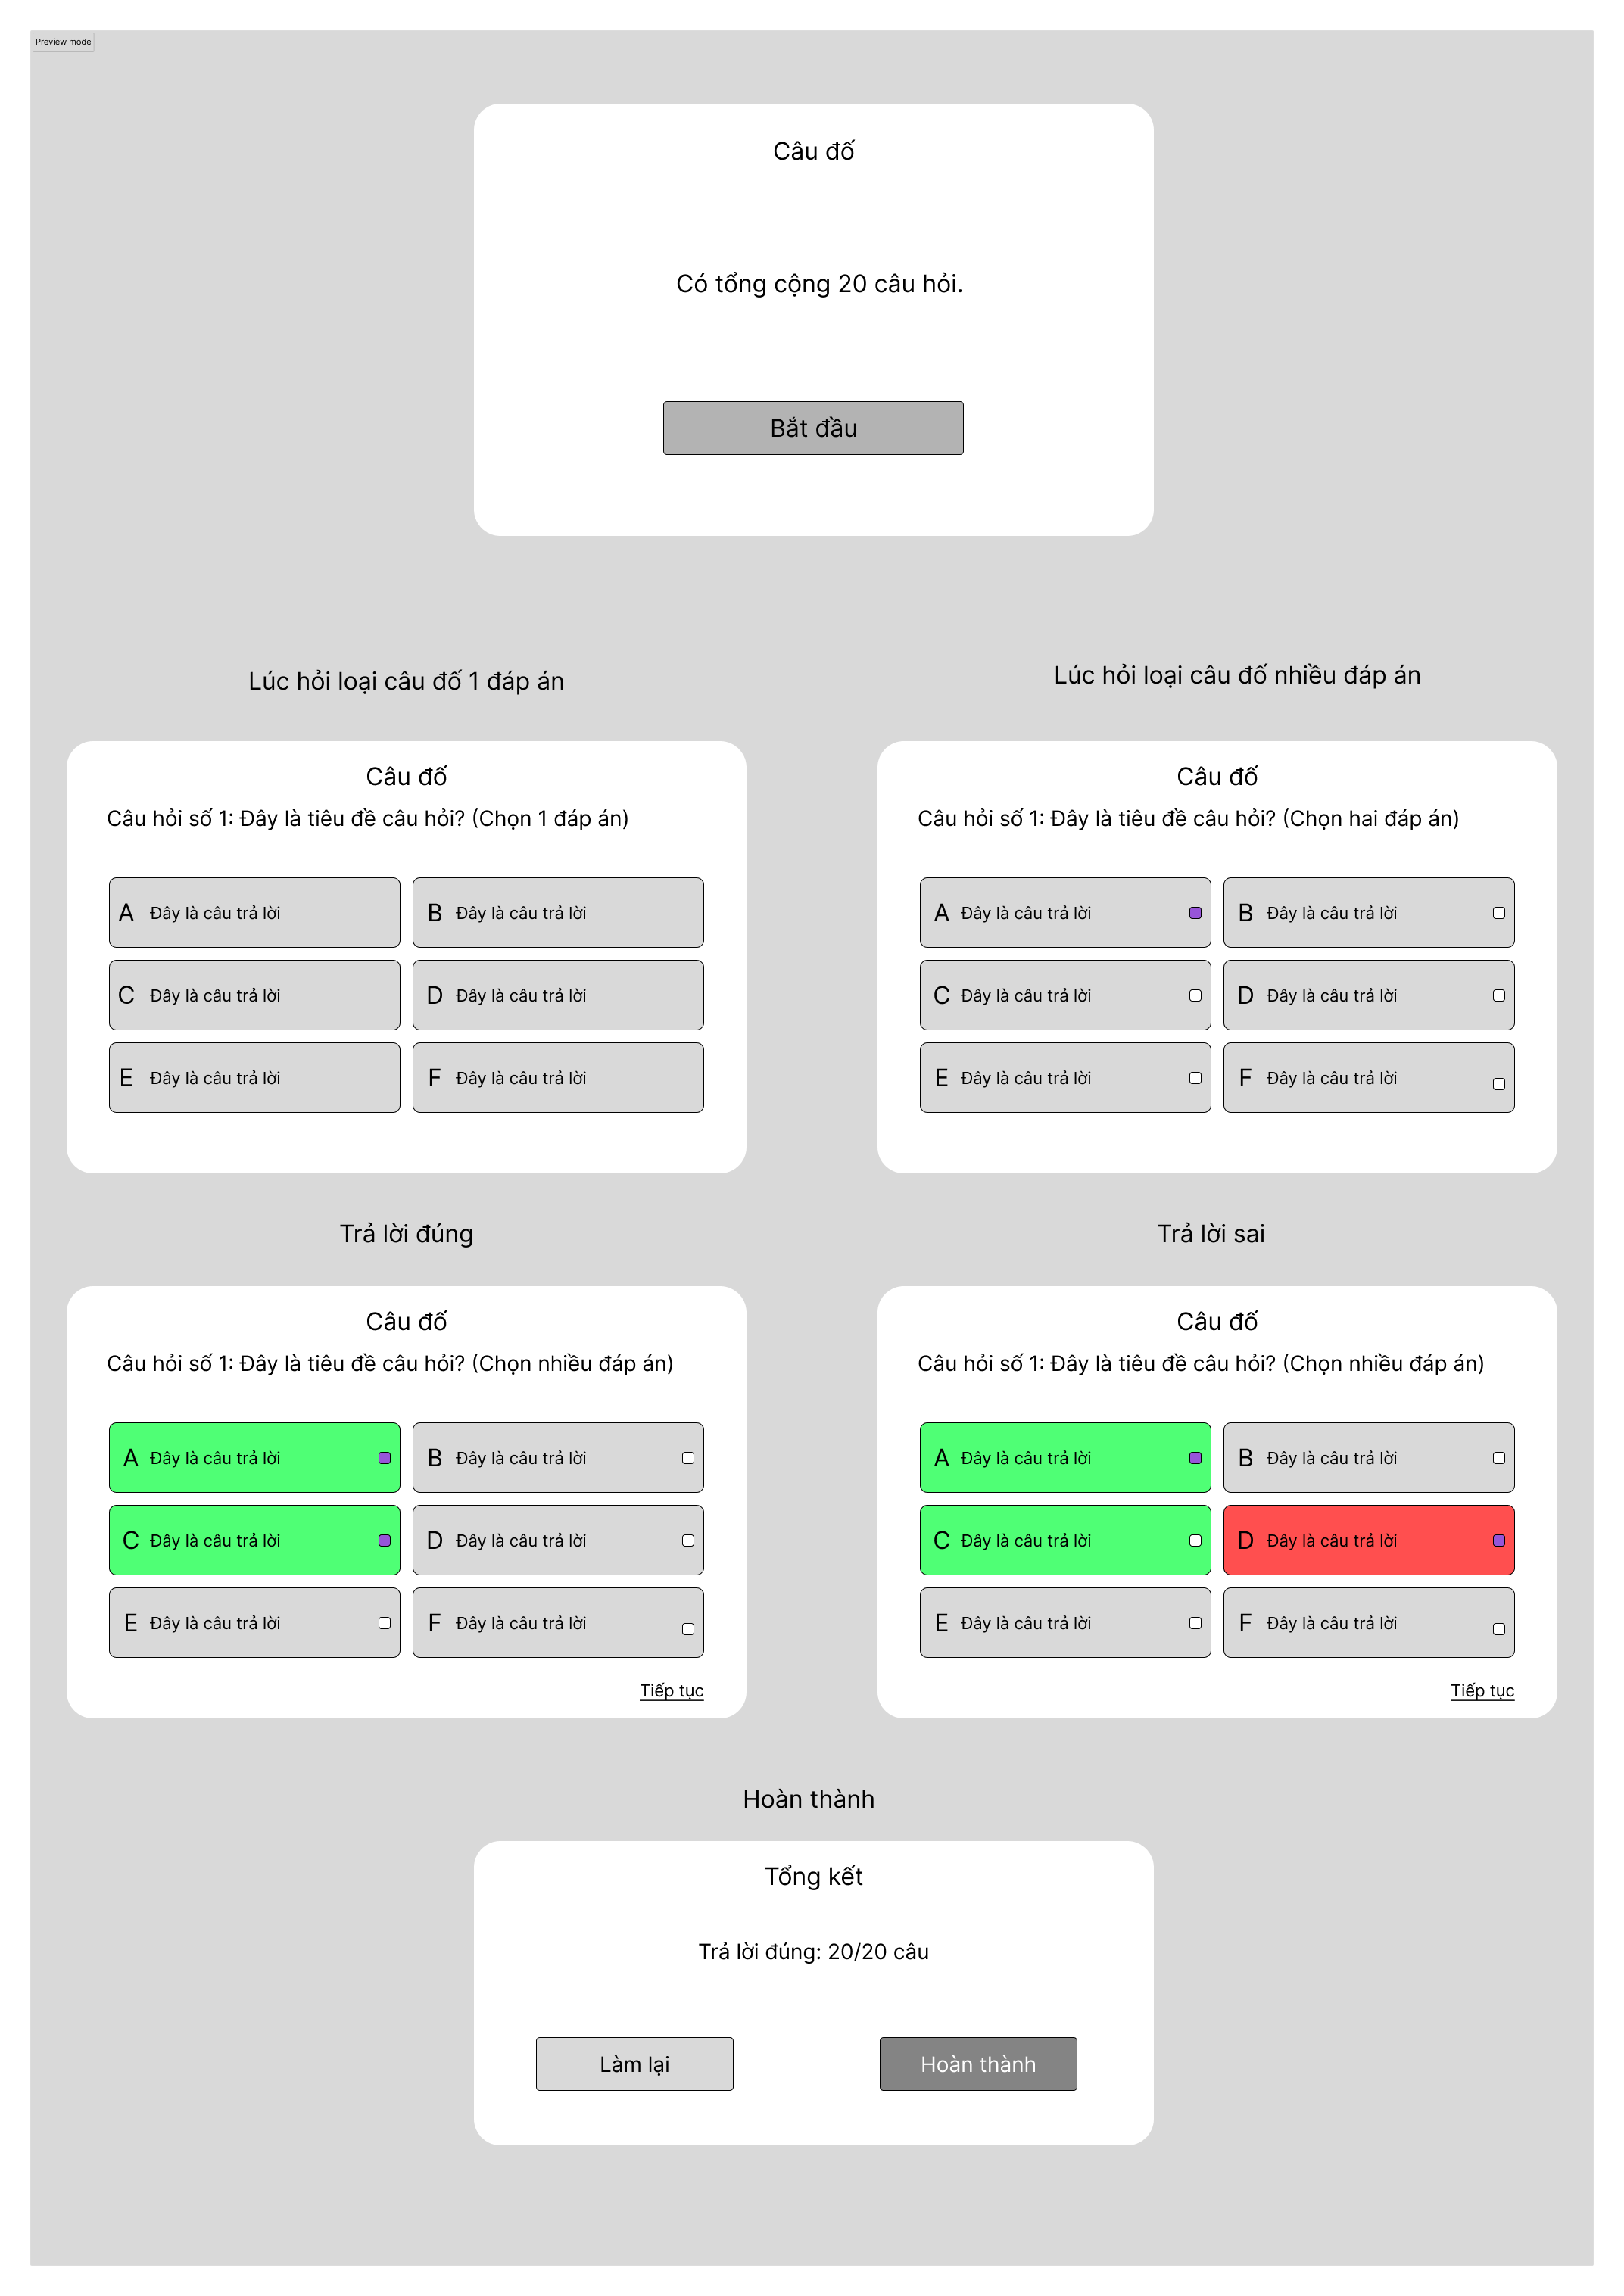 Preview mode
Câu đố
Có tổng cộng 20 câu hỏi.
Bắt đầu
Lúc hỏi loại câu đố 1 đáp án
Câu đố
Câu hỏi số 1: Đây là tiêu đề câu hỏi? (Chọn 1 đáp án)
A Đây là câu trả lời
B Đây là câu trả lời
C Đây là câu trả lời
D Đây là câu trả lời
E Đây là câu trả lời
F Đây là câu trả lời
Lúc hỏi loại câu đố nhiều đáp án
Câu đố
Câu hỏi số 1: Đây là tiêu đề câu hỏi? (Chọn hai đáp án)
A Đây là câu trả lời
B Đây là câu trả lời
C Đây là câu trả lời
D Đây là câu trả lời
E Đây là câu trả lời
F Đây là câu trả lời
Trả lời đúng
Câu đố
Câu hỏi số 1: Đây là tiêu đề câu hỏi? (Chọn nhiều đáp án)
A Đây là câu trả lời
B Đây là câu trả lời
C Đây là câu trả lời
D Đây là câu trả lời
E Đây là câu trả lời
F Đây là câu trả lời
Tiếp tục
Trả lời sai
Câu đố
Câu hỏi số 1: Đây là tiêu đề câu hỏi? (Chọn nhiều đáp án)
A Đây là câu trả lời
B Đây là câu trả lời
C Đây là câu trả lời
D Đây là câu trả lời
E Đây là câu trả lời
F Đây là câu trả lời
Tiếp tục
Hoàn thành
Tổng kết
Trả lời đúng: 20/20 câu
Làm lại
Hoàn thành